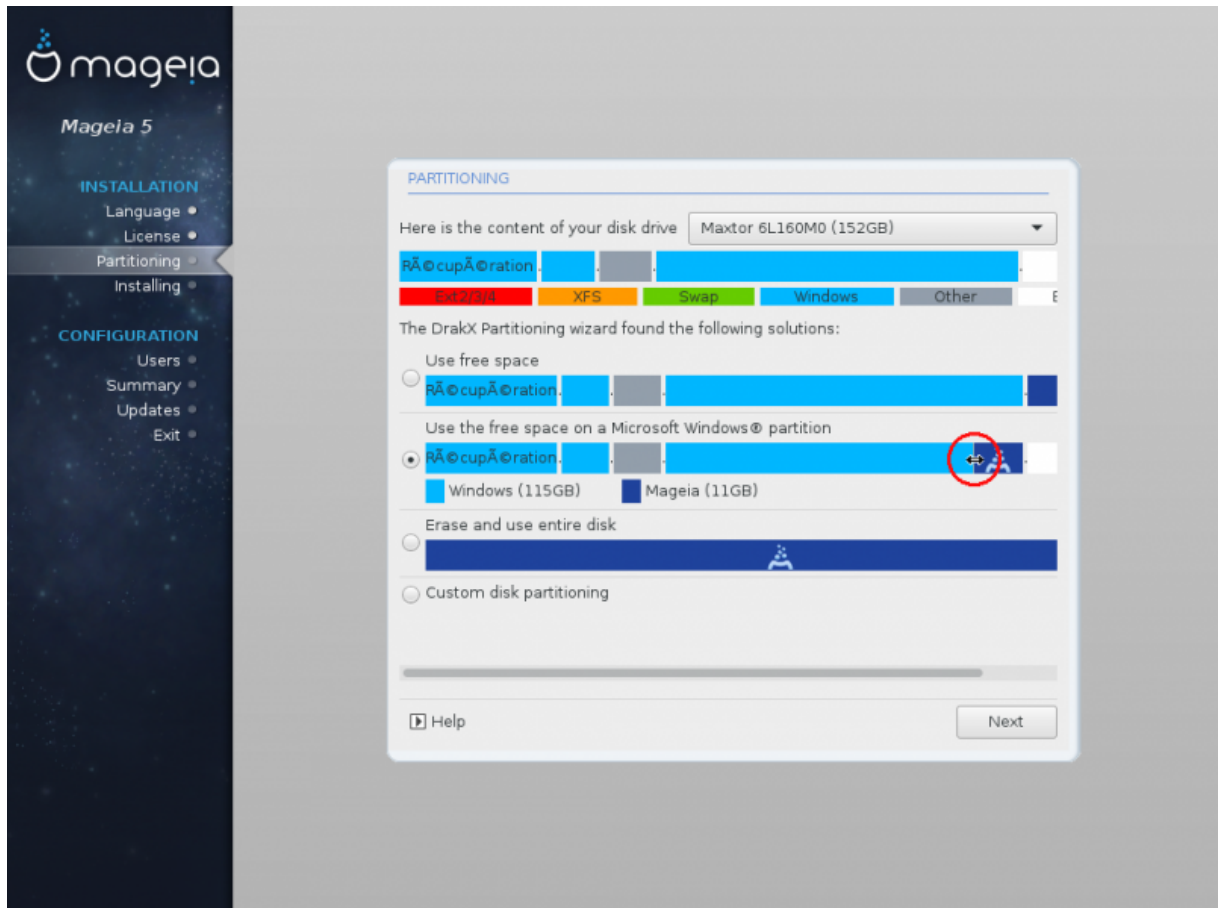 mageia
Mageia 5
INSTALLATION
Language
License
Partitioning
Installing
CONFIGURATION
Users
Summary
Updates
Exit
PARTITIONING
Here is the content of your disk drive Maxtor 6L160M0 (152GB)
RÃ©cupÃ©ration
Ext2/3/4 XFS Swap Windows Other
The DrakX Partitioning wizard found the following solutions:
Use free space
RÃ©cupÃ©ration
Use the free space on a Microsoft Windows® partition
RÃ©cupÃ©ration
Windows (115GB) Mageia (11GB)
Erase and use entire disk
Custom disk partitioning
Help Next